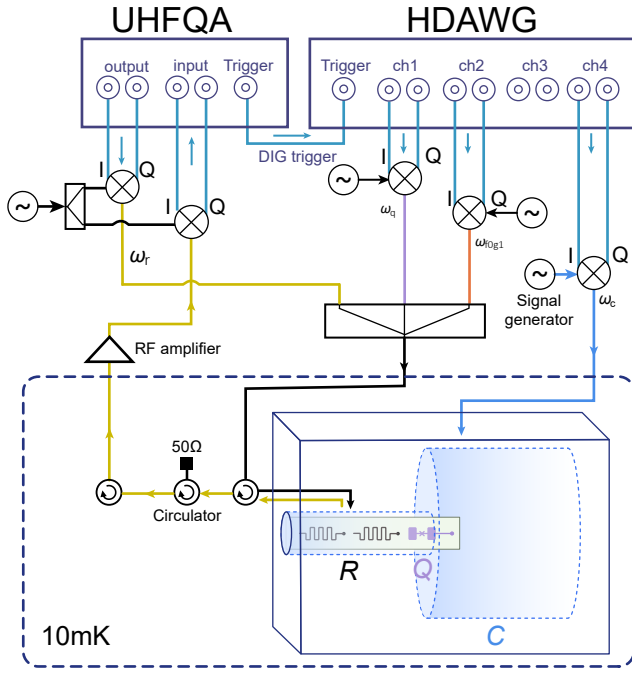 UHFQA HDAWG
output input Trigger Trigger ch1 ch2 ch3 ch4
DIG trigger
I Q I Q
I Q I Q
I Q
ω_q
ω_r ω_f0g1
Signal
generator
ω_c
RF amplifier
50Ω
Circulator
R Q
C
10mK